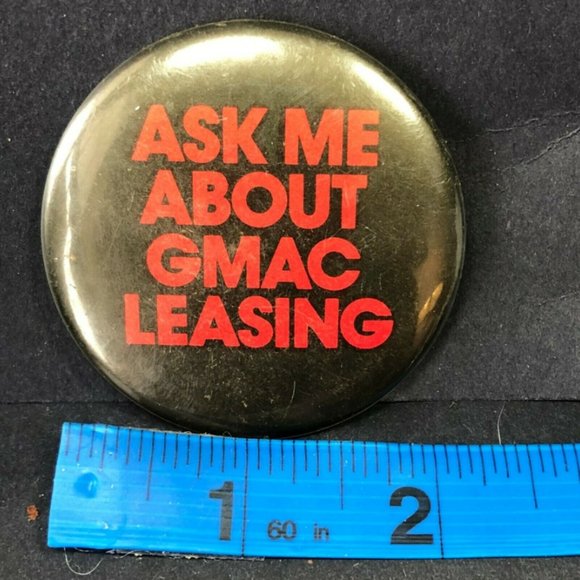 ASK ME
ABOUT
GMAC
LEASING
1 60 in 2